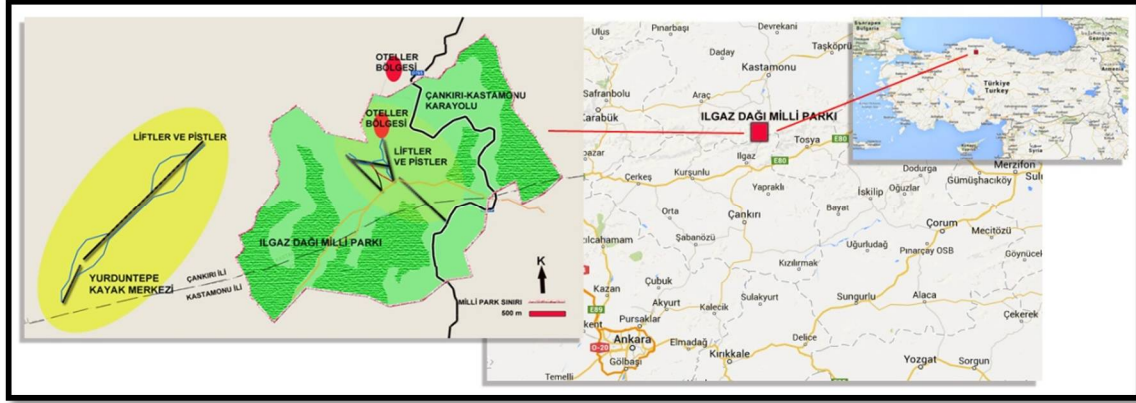 OTELLER
BÖLGESİ
ÇANKIRI-KASTAMONU
KARAYOLU
OTELLER
BÖLGESİ
LİFTLER VE PİSTLER
LİFTLER
VE PİSTLER
ILGAZ DAĞI MİLLİ PARKI
YURDUNTEPE
KAYAK MERKEZİ
ÇANKIRI İLİ
KASTAMONU İLİ
K
MİLLİ PARK SINIRI
500 m
Ulus
Pınarbaşı
Devrekani
Daday
Taşköprü
Kastamonu
Safranbolu
Araç
Karabük
ILGAZ DAĞI MİLLİ PARKI
Tosya
E80
Ilgaz
E80
Çerkeş
Kurşunlu
Merzifon
Dodurga
Gümüşhacıköy
Yapraklı
İskilip
Oğuzlar
Orta
Çankırı
Bayat
Çorum
Mecitözü
Şabanözü
Uğurludağ
Pınarçay OSB
Kızılırmak
Çubuk
Kazan
Akyurt
Kalecik
Sulakyurt
Sungurlu
Alaca
E89
Pursaklar
Çekerek
Ankara
Elmadağ
Delice
Kırıkkale
Gölbaşı
Yozgat
Sorgun
Temelli
Türkiye
Turkey